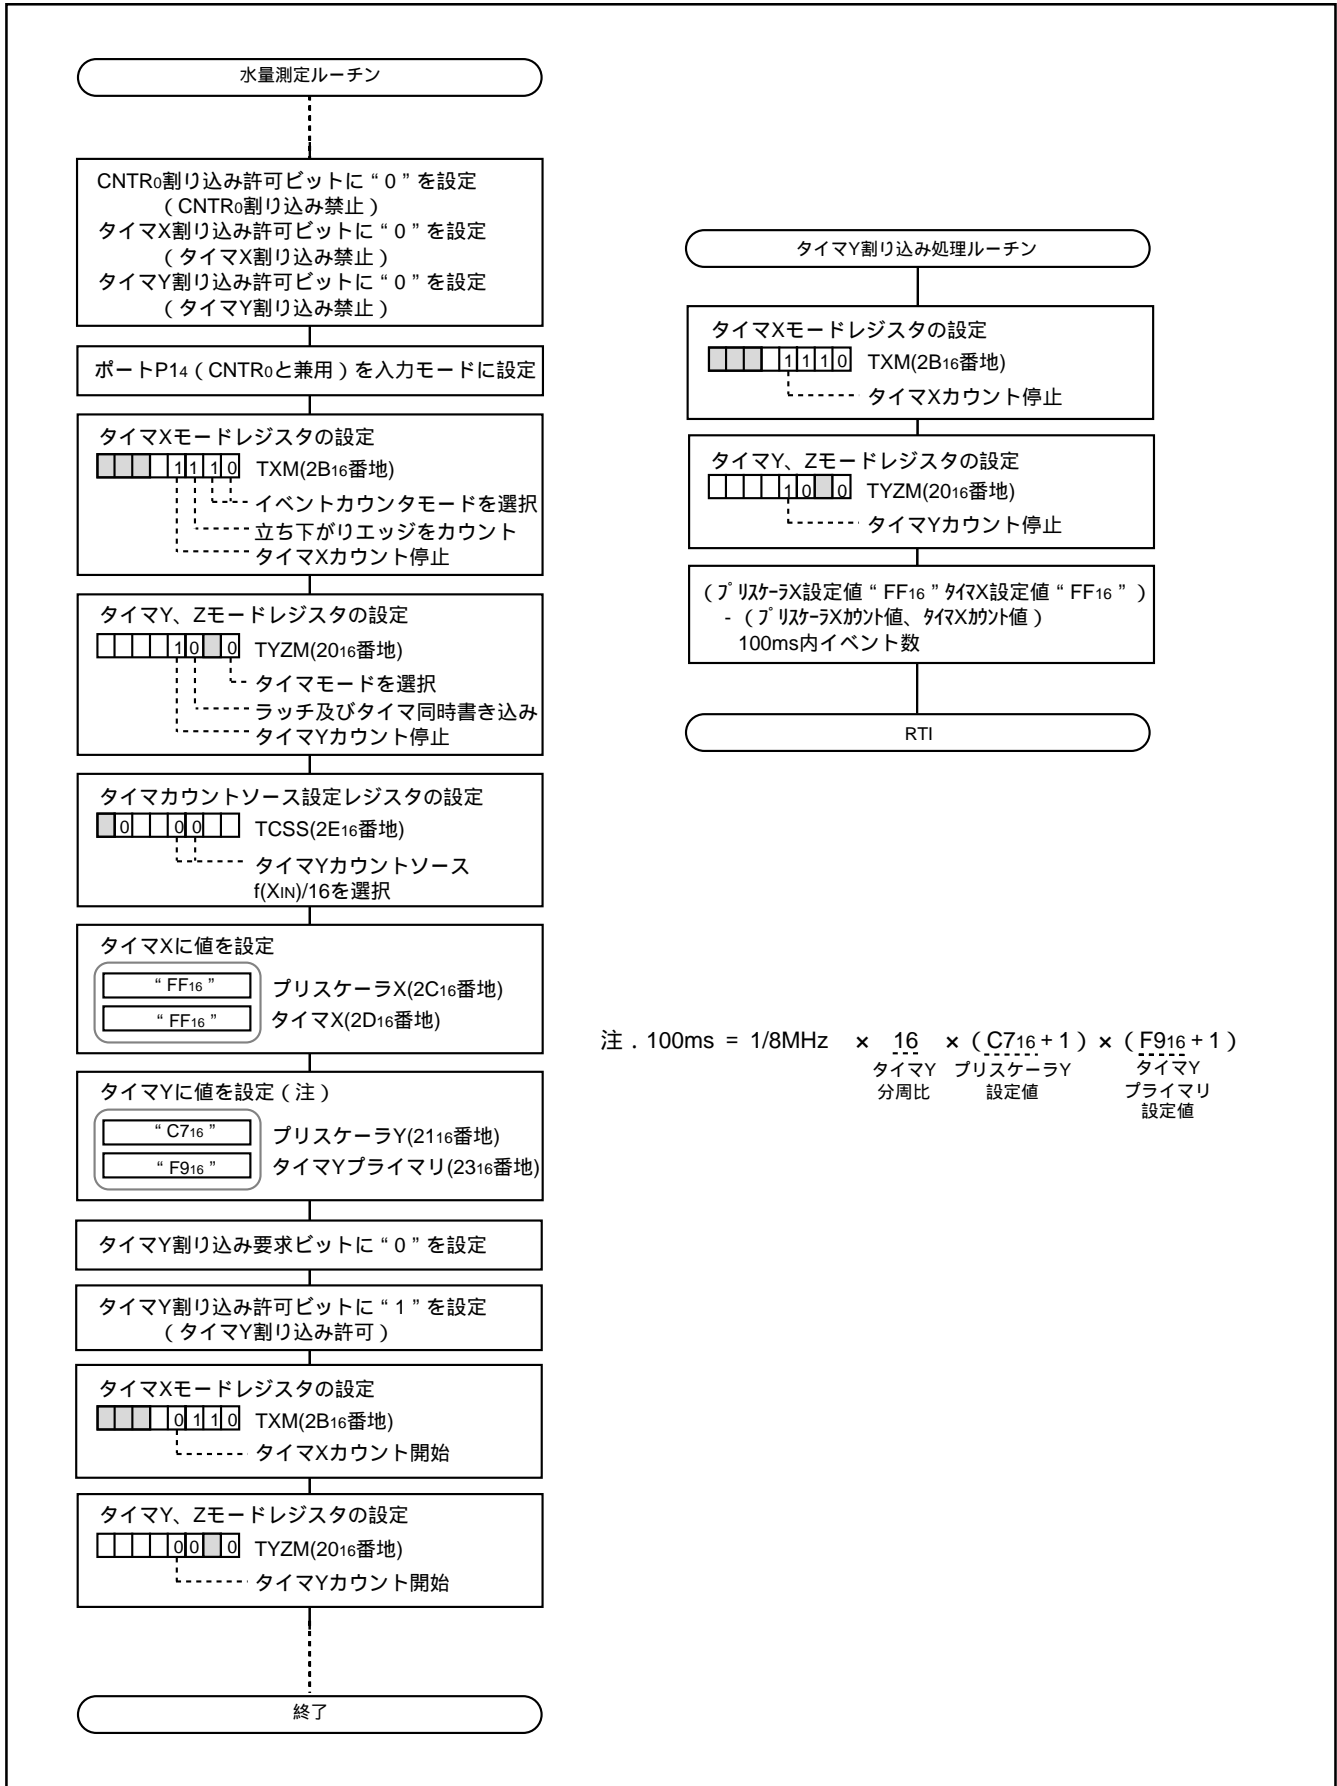 水量測定ルーチン
CNTR0割り込み許可ビットに“0”を設定
(CNTR0割り込み禁止)
タイマX割り込み許可ビットに“0”を設定
(タイマX割り込み禁止)
タイマY割り込み許可ビットに“0”を設定
(タイマY割り込み禁止)
ポートP14(CNTR0と兼用)を入力モードに設定
タイマXモードレジスタの設定
1 1 1 0 TXM(2B16番地)
イベントカウンタモードを選択
立ち下がりエッジをカウント
タイマXカウント停止
タイマY、Zモードレジスタの設定
1 0 0 TYZM(2016番地)
タイマモードを選択
ラッチ及びタイマ同時書き込み
タイマYカウント停止
タイマカウントソース設定レジスタの設定
0 0 0 TCSS(2E16番地)
タイマYカウントソース
f(XIN)/16を選択
タイマXに値を設定
“FF16” プリスケーラX(2C16番地)
“FF16” タイマX(2D16番地)
タイマYに値を設定(注)
“C716” プリスケーラY(2116番地)
“F916” タイマYプライマリ(2316番地)
タイマY割り込み要求ビットに“0”を設定
タイマY割り込み許可ビットに“1”を設定
(タイマY割り込み許可)
タイマXモードレジスタの設定
0 1 1 0 TXM(2B16番地)
タイマXカウント開始
タイマY、Zモードレジスタの設定
0 0 0 TYZM(2016番地)
タイマYカウント開始
終了
タイマY割り込み処理ルーチン
タイマXモードレジスタの設定
1 1 1 0 TXM(2B16番地)
タイマXカウント停止
タイマY、Zモードレジスタの設定
1 0 0 TYZM(2016番地)
タイマYカウント停止
(プリスケーラX設定値“FF16”タイマX設定値“FF16”)
-(プリスケーラXカウント値、タイマXカウント値)
100ms内イベント数
RTI
注.100ms = 1/8MHz × 16 ×(C716+1)×(F916+1)
タイマY プリスケーラY タイマY
分周比 設定値 プライマリ
設定値